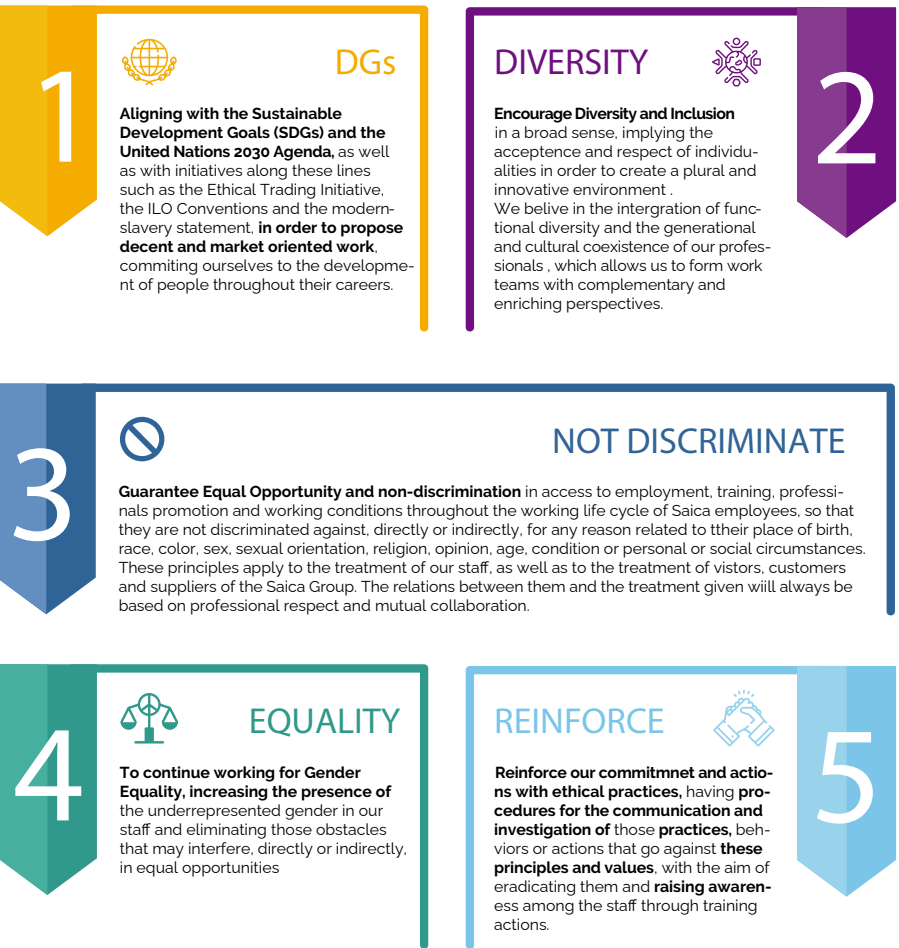 1
DGs
Aligning with the Sustainable
Development Goals (SDGs) and the
United Nations 2030 Agenda, as well
as with initiatives along these lines
such as the Ethical Trading Initiative,
the ILO Conventions and the modern-
slavery statement, in order to propose
decent and market oriented work,
commiting ourselves to the developme-
nt of people throughout their careers.
DIVERSITY
2
Encourage Diversity and Inclusion
in a broad sense, implying the
acceptence and respect of individu-
alities in order to create a plural and
innovative environment .
We belive in the intergration of func-
tional diversity and the generational
and cultural coexistence of our profes-
sionals , which allows us to form work
teams with complementary and
enriching perspectives.
3
NOT DISCRIMINATE
Guarantee Equal Opportunity and non-discrimination in access to employment, training, professi-
nals promotion and working conditions throughout the working life cycle of Saica employees, so that
they are not discriminated against, directly or indirectly, for any reason related to ttheir place of birth,
race, color, sex, sexual orientation, religion, opinion, age, condition or personal or social circumstances.
These principles apply to the treatment of our staff, as well as to the treatment of vistors, customers
and suppliers of the Saica Group. The relations between them and the treatment given wiill always be
based on professional respect and mutual collaboration.
4
EQUALITY
To continue working for Gender
Equality, increasing the presence of
the underrepresented gender in our
staff and eliminating those obstacles
that may interfere, directly or indirectly,
in equal opportunities
REINFORCE
5
Reinforce our commitmnet and actio-
ns with ethical practices, having pro-
cedures for the communication and
investigation of those practices, beh-
viors or actions that go against these
principles and values, with the aim of
eradicating them and raising awaren-
ess among the staff through training
actions.